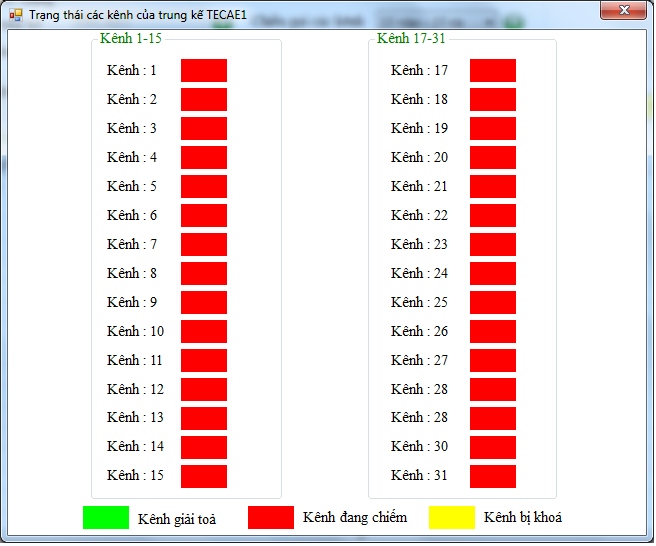 Trạng thái các kênh của trung kế TECAE1
Kênh 1-15
Kênh : 1
Kênh : 2
Kênh : 3
Kênh : 4
Kênh : 5
Kênh : 6
Kênh : 7
Kênh : 8
Kênh : 9
Kênh : 10
Kênh : 11
Kênh : 12
Kênh : 13
Kênh : 14
Kênh : 15
Kênh 17-31
Kênh : 17
Kênh : 18
Kênh : 19
Kênh : 20
Kênh : 21
Kênh : 22
Kênh : 23
Kênh : 24
Kênh : 25
Kênh : 26
Kênh : 27
Kênh : 28
Kênh : 28
Kênh : 30
Kênh : 31
Kênh giải toả
Kênh đang chiếm
Kênh bị khoá